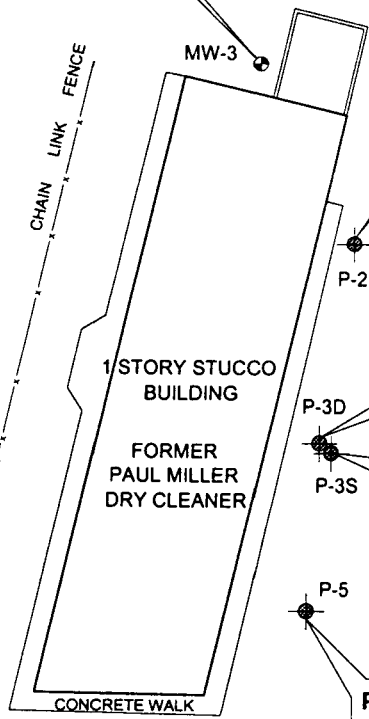 MW-3
CHAIN LINK FENCE
P-2
1 STORY STUCCO
BUILDING
FORMER
PAUL MILLER
DRY CLEANER
P-3D
P-3S
P-5
CONCRETE WALK